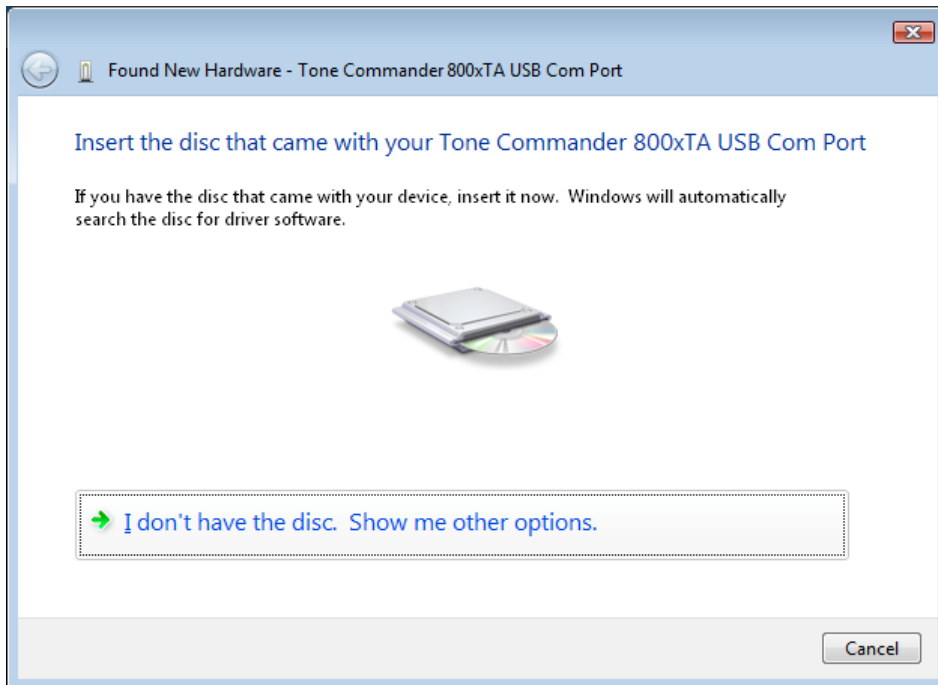 Found New Hardware - Tone Commander 800xTA USB Com Port
Insert the disc that came with your Tone Commander 800xTA USB Com Port
If you have the disc that came with your device, insert it now.  Windows will automatically
search the disc for driver software.
I don't have the disc.  Show me other options.
Cancel